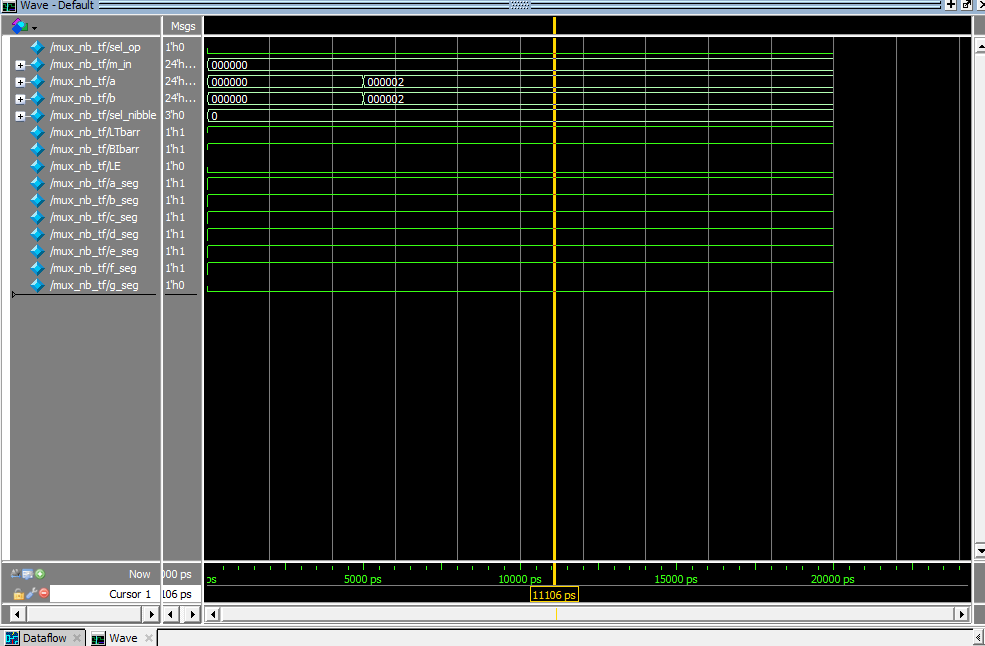 Wave - Default
Msgs
/mux_nb_tf/sel_op 1'h0
/mux_nb_tf/m_in 24'h... 000000
/mux_nb_tf/a 24'h... 000000 000002
/mux_nb_tf/b 24'h... 000000 000002
/mux_nb_tf/sel_nibble 3'h0 0
/mux_nb_tf/LTbarr 1'h1
/mux_nb_tf/BIbarr 1'h1
/mux_nb_tf/LE 1'h0
/mux_nb_tf/a_seg 1'h1
/mux_nb_tf/b_seg 1'h1
/mux_nb_tf/c_seg 1'h1
/mux_nb_tf/d_seg 1'h1
/mux_nb_tf/e_seg 1'h1
/mux_nb_tf/f_seg 1'h1
/mux_nb_tf/g_seg 1'h0
Now 000 ps ps 5000 ps 10000 ps 15000 ps 20000 ps
Cursor 1 106 ps 11106 ps
Dataflow Wave